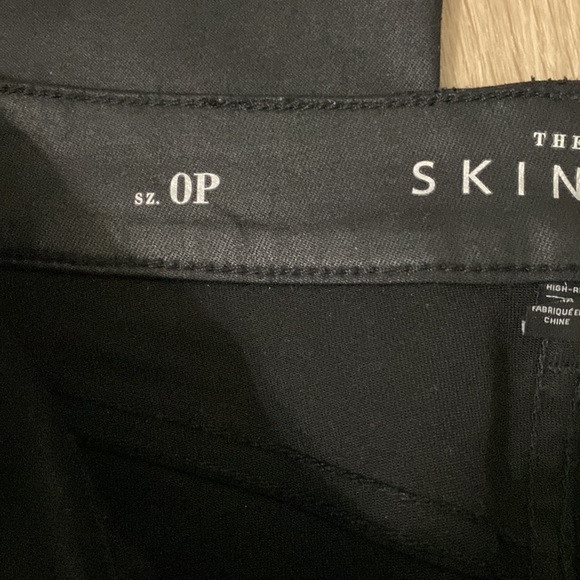 THE
sz. 0P
SKIN
HIGH-R
FABRIQUÉ E
CHINE